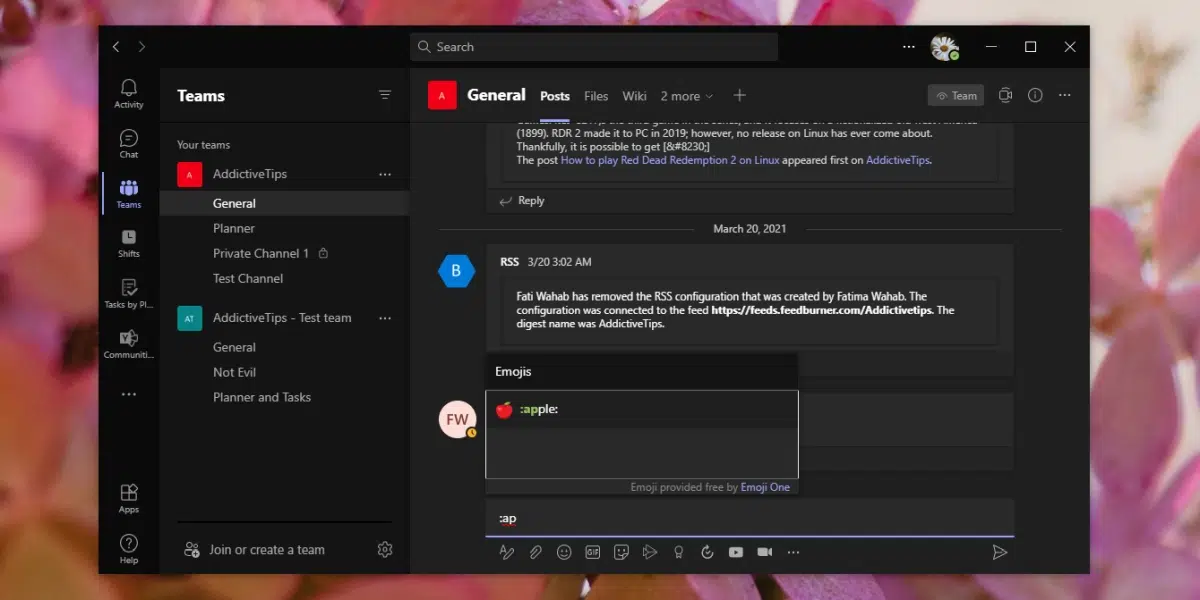 Search
Activity
Chat
Teams
Shifts
Tasks by Pl...
Communiti...
Apps
Help
Teams
Your teams
A
AddictiveTips
General
Planner
Private Channel 1
Test Channel
AT
AddictiveTips - Test team
General
Not Evil
Planner and Tasks
Join or create a team
A
General
Posts
Files
Wiki
2 more
Team
(1899). RDR 2 made it to PC in 2019; however, no release on Linux has ever come about.
Thankfully, it is possible to get [&#8230;]
The post How to play Red Dead Redemption 2 on Linux appeared first on AddictiveTips.
Reply
March 20, 2021
B
RSS 3/20 3:02 AM
Fati Wahab has removed the RSS configuration that was created by Fatima Wahab. The
configuration was connected to the feed https://feeds.feedburner.com/Addictivetips. The
digest name was AddictiveTips.
FW
Emojis
:apple:
Emoji provided free by Emoji One
:ap
GIF